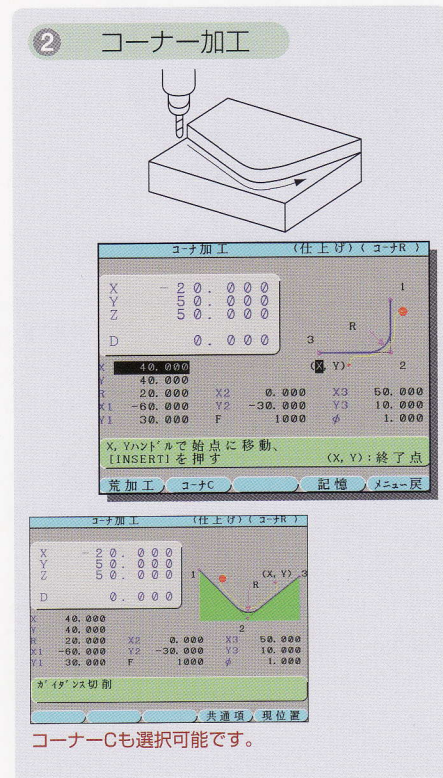 2 コーナー加工
コーナ加工 (仕上げ)(コーナR)
X -20.000
Y 50.000
Z 50.000
D 0.000
1
R
3
(X, Y)
2
X 40.000
Y 40.000
R 20.000 X2 0.000 X3 50.000
X1 -60.000 Y2 -30.000 Y3 10.000
Y1 30.000 F 1000 φ 1.000
X,Yハンドルで始点に移動、
[INSERT]を押す (X,Y):終了点
荒加工 コーナC 記憶 メニュー戻
コーナ加工 (仕上げ)(コーナR)
X -20.000
Y 50.000
Z 50.000
D 0.000
1 (X, Y) 3
R
2
X 40.000
Y 40.000
R 20.000 X2 0.000 X3 50.000
X1 -60.000 Y2 -30.000 Y3 10.000
Y1 30.000 F 1000 φ 1.000
ガイダンス切削
共通項 現位置
コーナーCも選択可能です。